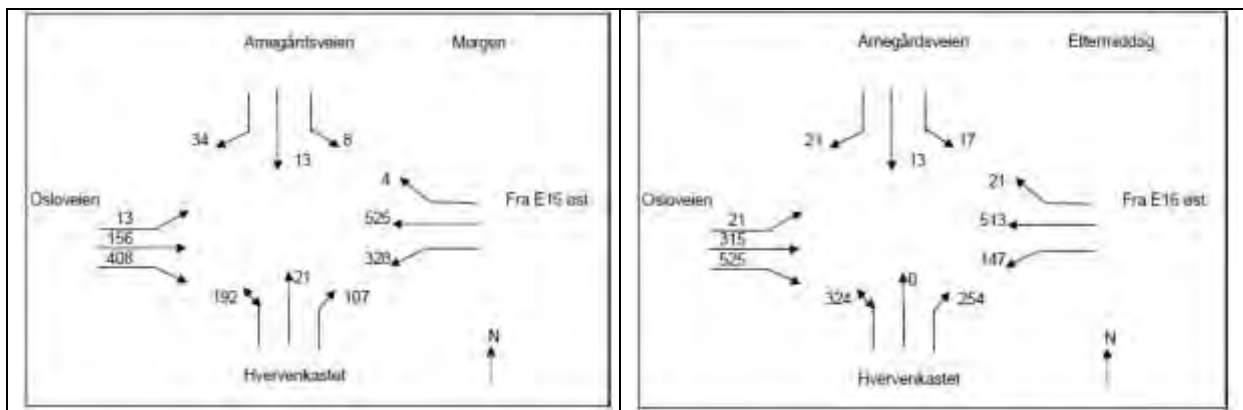 Arnegårdsveien Morgen
34
8
13
4
Osloveien
Fra E16 øst
13
525
156
408
328
21
192
107
N
Hvervenkastet
Arnegårdsveien Ettermiddag
21
17
13
21
Osloveien
Fra E16 øst
21
513
315
525
147
0
324
254
N
Hvervenkastet